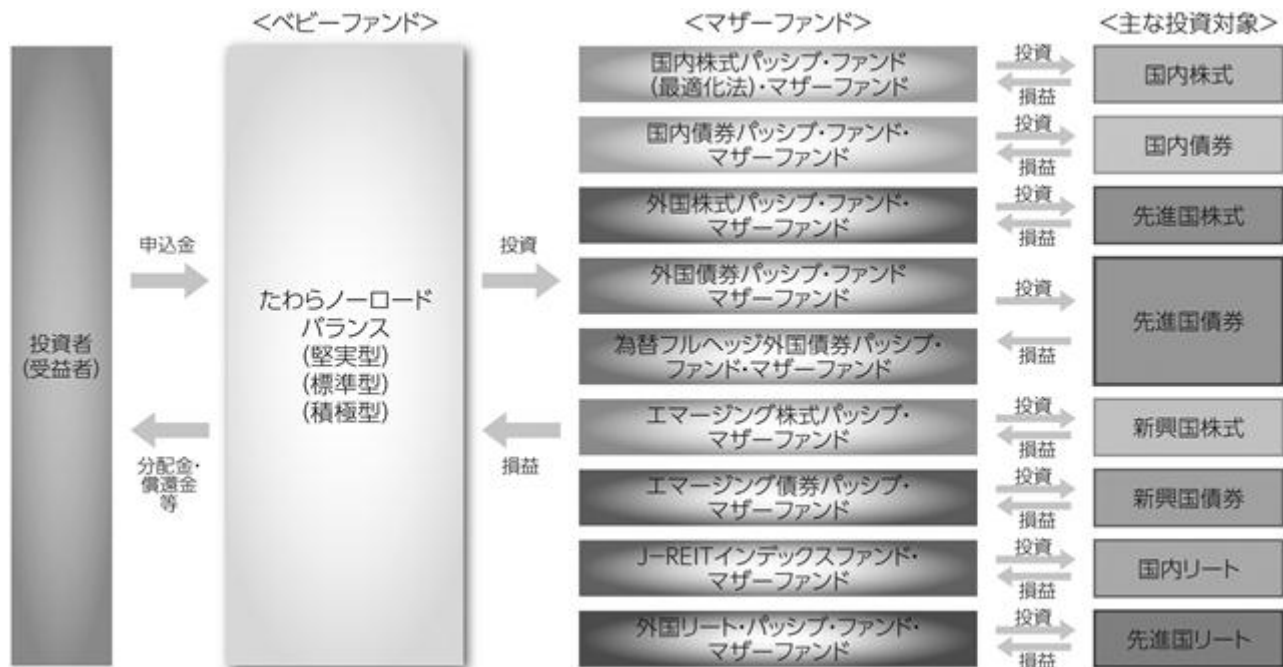 ＜ベビーファンド＞
＜マザーファンド＞
＜主な投資対象＞
投資者
(受益者)
申込金
分配金・
償還金
等
たわらノーロード
バランス
(堅実型)
(標準型)
(積極型)
投資
損益
国内株式パッシブ・ファンド
(最適化法)・マザーファンド
投資
損益
国内株式
国内債券パッシブ・ファンド・
マザーファンド
投資
損益
国内債券
外国株式パッシブ・ファンド・
マザーファンド
投資
損益
先進国株式
外国債券パッシブ・ファンド
マザーファンド
為替フルヘッジ外国債券パッシブ・
ファンド・マザーファンド
投資
損益
先進国債券
エマージング株式パッシブ・
マザーファンド
投資
損益
新興国株式
エマージング債券パッシブ・
マザーファンド
投資
損益
新興国債券
J-REITインデックスファンド・
マザーファンド
投資
損益
国内リート
外国リート・パッシブ・ファンド・
マザーファンド
投資
損益
先進国リート